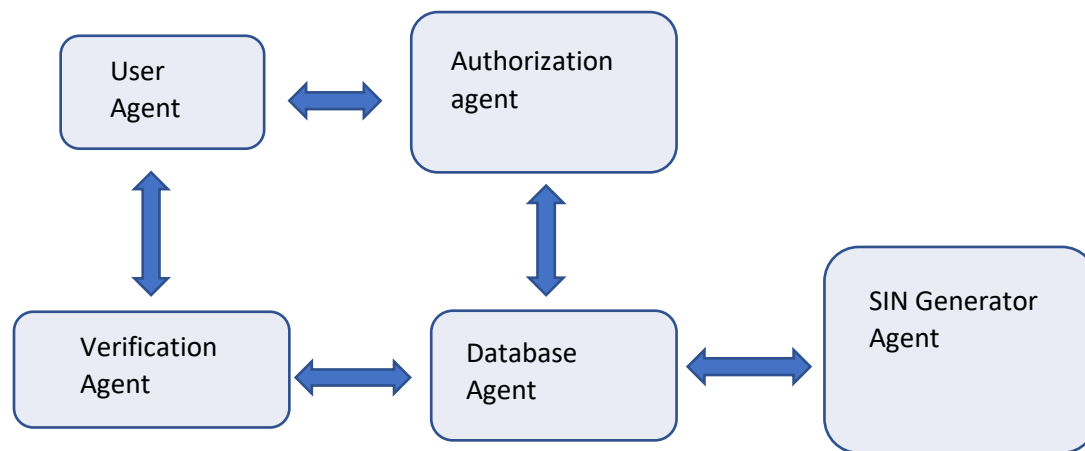 User
Agent
Authorization
agent
SIN Generator
Agent
Verification
Agent
Database
Agent